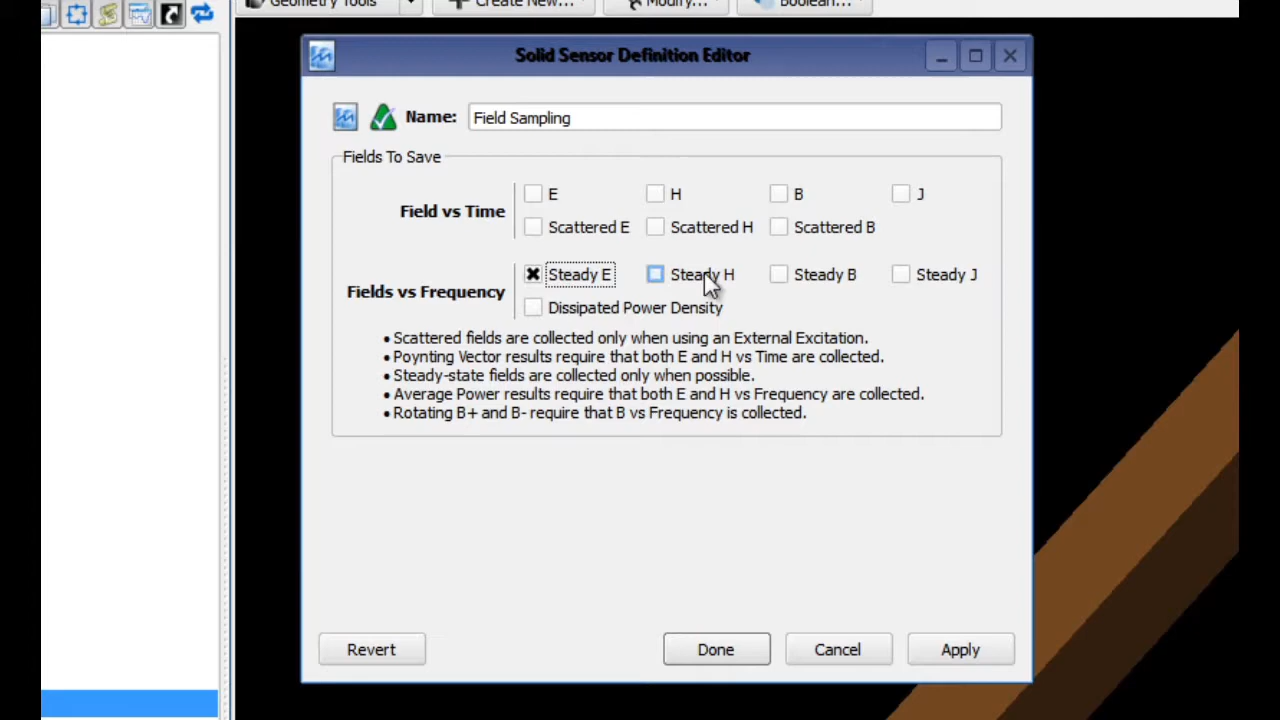 Geometry Tools Create New... Modify... Boolean...
Solid Sensor Definition Editor
Name: Field Sampling
Fields To Save
Field vs Time
E H B J
Scattered E Scattered H Scattered B
Fields vs Frequency
Steady E Steady H Steady B Steady J
Dissipated Power Density
• Scattered fields are collected only when using an External Excitation.
• Poynting Vector results require that both E and H vs Time are collected.
• Steady-state fields are collected only when possible.
• Average Power results require that both E and H vs Frequency are collected.
• Rotating B+ and B- require that B vs Frequency is collected.
Revert Done Cancel Apply